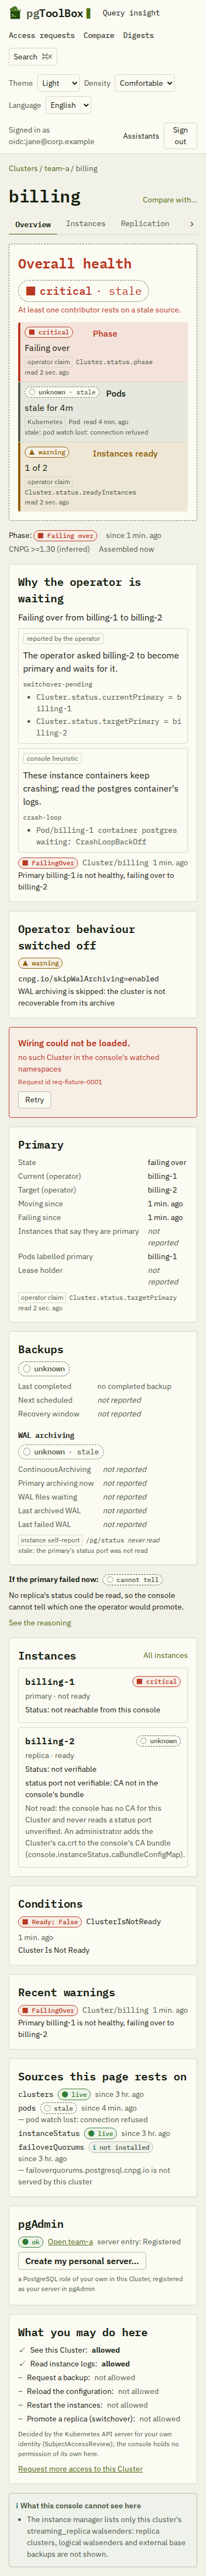 pgToolBox Query insight
Access requests Compare Digests
Search ⌘K
Theme Light Density Comfortable
Language English
Signed in as
oidc:jane@corp.example
Assistants
Sign out
Clusters / team-a / billing
billing
Compare with…
Overview Instances Replication ›
Overall health
critical · stale
At least one contributor rests on a stale source.
critical Phase
Failing over
operator claim Cluster.status.phase
read 2 sec. ago
unknown · stale Pods
stale for 4m
Kubernetes Pod read 4 min. ago
stale: pod watch lost: connection refused
warning Instances ready
1 of 2
operator claim
Cluster.status.readyInstances
read 2 sec. ago
Phase: Failing over since 1 min. ago
CNPG >=1.30 (inferred) Assembled now
Why the operator is
waiting
Failing over from billing-1 to billing-2
reported by the operator
The operator asked billing-2 to become
primary and waits for it.
switchover-pending
• Cluster.status.currentPrimary = b
illing-1
• Cluster.status.targetPrimary = bi
lling-2
console heuristic
These instance containers keep
crashing; read the postgres container's
logs.
crash-loop
• Pod/billing-1 container postgres
waiting: CrashLoopBackOff
FailingOver Cluster/billing 1 min. ago
Primary billing-1 is not healthy, failing over to
billing-2
Operator behaviour
switched off
warning
cnpg.io/skipWalArchiving=enabled
WAL archiving is skipped: the cluster is not
recoverable from its archive
Wiring could not be loaded.
no such Cluster in the console's watched
namespaces
Request id req-fixture-0001
Retry
Primary
State failing over
Current (operator) billing-1
Target (operator) billing-2
Moving since 1 min. ago
Failing since 1 min. ago
Instances that say they are primary not
reported
Pods labelled primary billing-1
Lease holder not
reported
operator claim Cluster.status.targetPrimary
read 2 sec. ago
Backups
unknown
Last completed no completed backup
Next scheduled not reported
Recovery window not reported
WAL archiving
unknown · stale
ContinuousArchiving not reported
Primary archiving now not reported
WAL files waiting not reported
Last archived WAL not reported
Last failed WAL not reported
instance self-report /pg/status never read
stale: the primary's status port was not read
If the primary failed now: cannot tell
No replica's status could be read, so the console
cannot tell which one the operator would promote.
See the reasoning
Instances All instances
billing-1 critical
primary · not ready
Status: not reachable from this console
billing-2 unknown
replica · ready
Status: not verifiable
status port not verifiable: CA not in the
console's bundle
Not read: the console has no CA for this
Cluster and never reads a status port
unverified. An administrator adds the
Cluster's ca.crt to the console's CA bundle
(console.instanceStatus.caBundleConfigMap).
Conditions
Ready: False ClusterIsNotReady
1 min. ago
Cluster Is Not Ready
Recent warnings
FailingOver Cluster/billing 1 min. ago
Primary billing-1 is not healthy, failing over to
billing-2
Sources this page rests on
clusters live since 3 hr. ago
pods stale since 4 min. ago
— pod watch lost: connection refused
instanceStatus live since 3 hr. ago
failoverQuorums i not installed
since 3 hr. ago
— failoverquorums.postgresql.cnpg.io is not
served by this cluster
pgAdmin
ok Open team-a server entry: Registered
Create my personal server…
a PostgreSQL role of your own in this Cluster, registered
as your server in pgAdmin
What you may do here
✓ See this Cluster: allowed
✓ Read instance logs: allowed
– Request a backup: not allowed
– Reload the configuration: not allowed
– Restart the instances: not allowed
– Promote a replica (switchover): not allowed
Decided by the Kubernetes API server for your own
identity (SubjectAccessReview); the console holds no
permission of its own here.
Request more access to this Cluster
i What this console cannot see here
• The instance manager lists only this cluster's
streaming_replica walsenders: replica
clusters, logical walsenders and external base
backups are not shown.